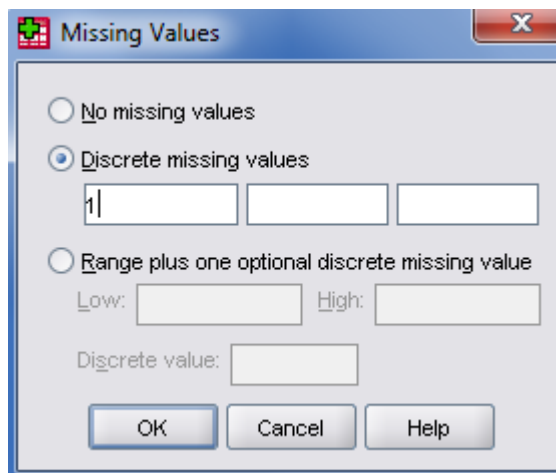 Missing Values
No missing values
Discrete missing values
1
Range plus one optional discrete missing value
Low: High:
Discrete value:
OK Cancel Help